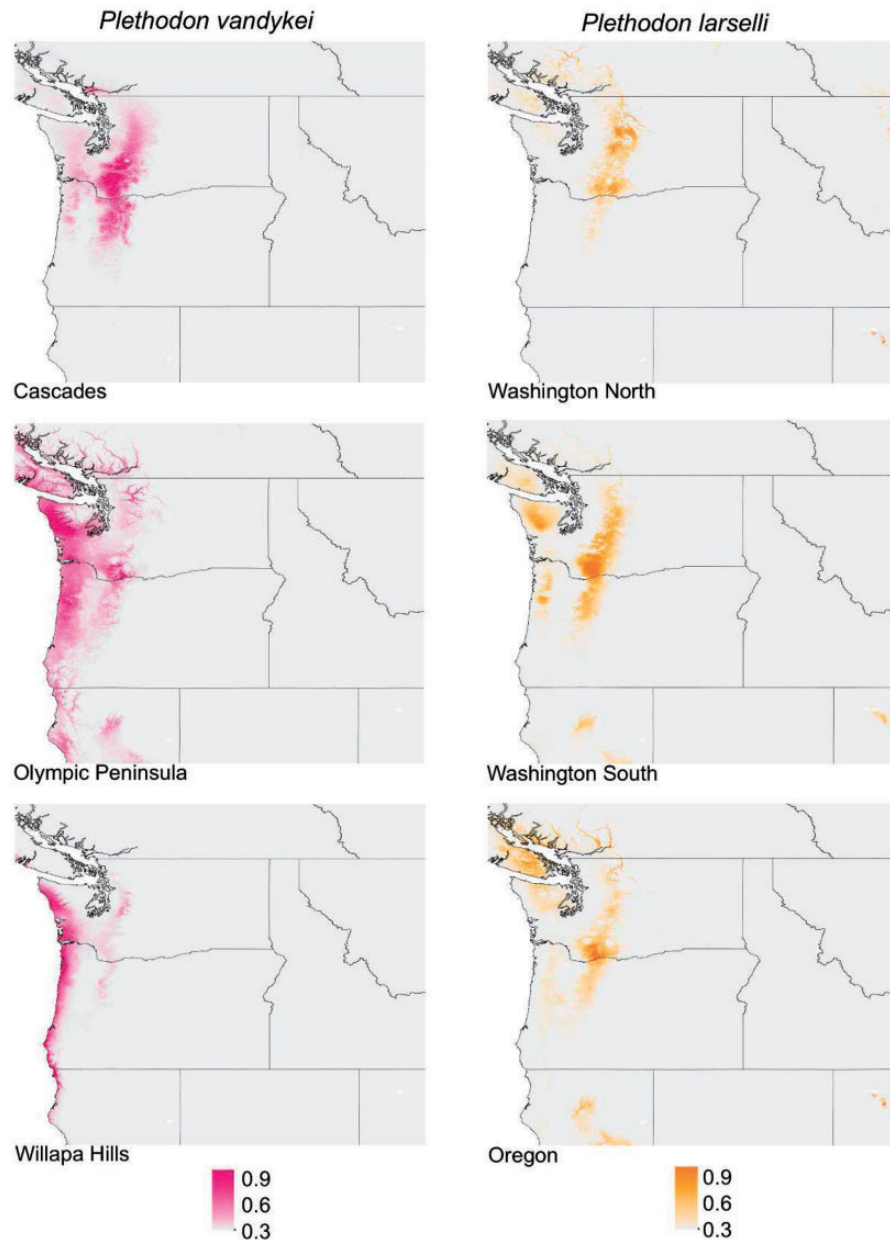 Plethodon vandykei
Plethodon larselli
Cascades
Washington North
Olympic Peninsula
Washington South
Willapa Hills
Oregon
0.9
0.6
0.3
0.9
0.6
0.3